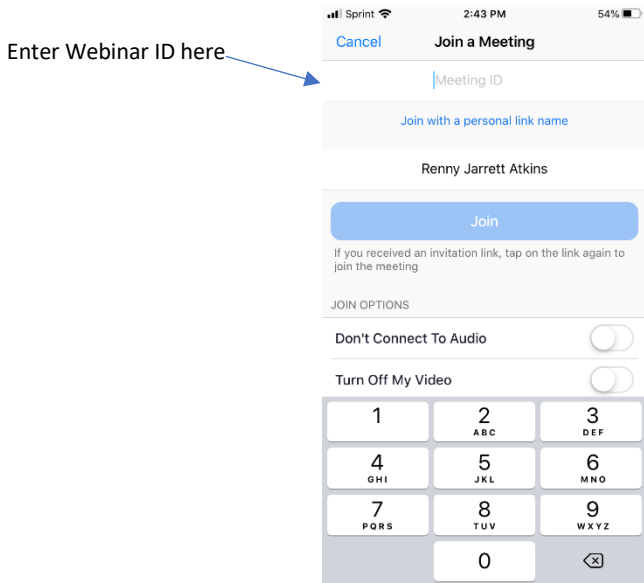 Sprint 2:43 PM 54%
Cancel Join a Meeting
Enter Webinar ID here
Meeting ID
Join with a personal link name
Renny Jarrett Atkins
Join
If you received an invitation link, tap on the link again to
join the meeting
JOIN OPTIONS
Don't Connect To Audio
Turn Off My Video
1 2 3
ABC DEF
4 5 6
GHI JKL MNO
7 8 9
PQRS TUV WXYZ
0